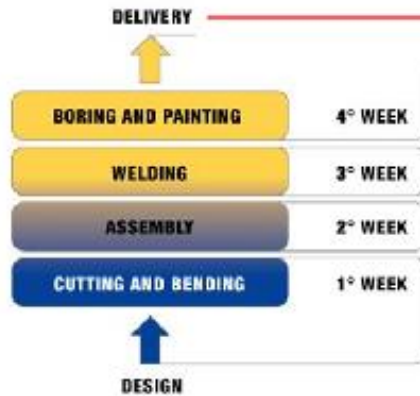 DELIVERY
BORING AND PAINTING 4° WEEK
WELDING 3° WEEK
ASSEMBLY 2° WEEK
CUTTING AND BENDING 1° WEEK
DESIGN